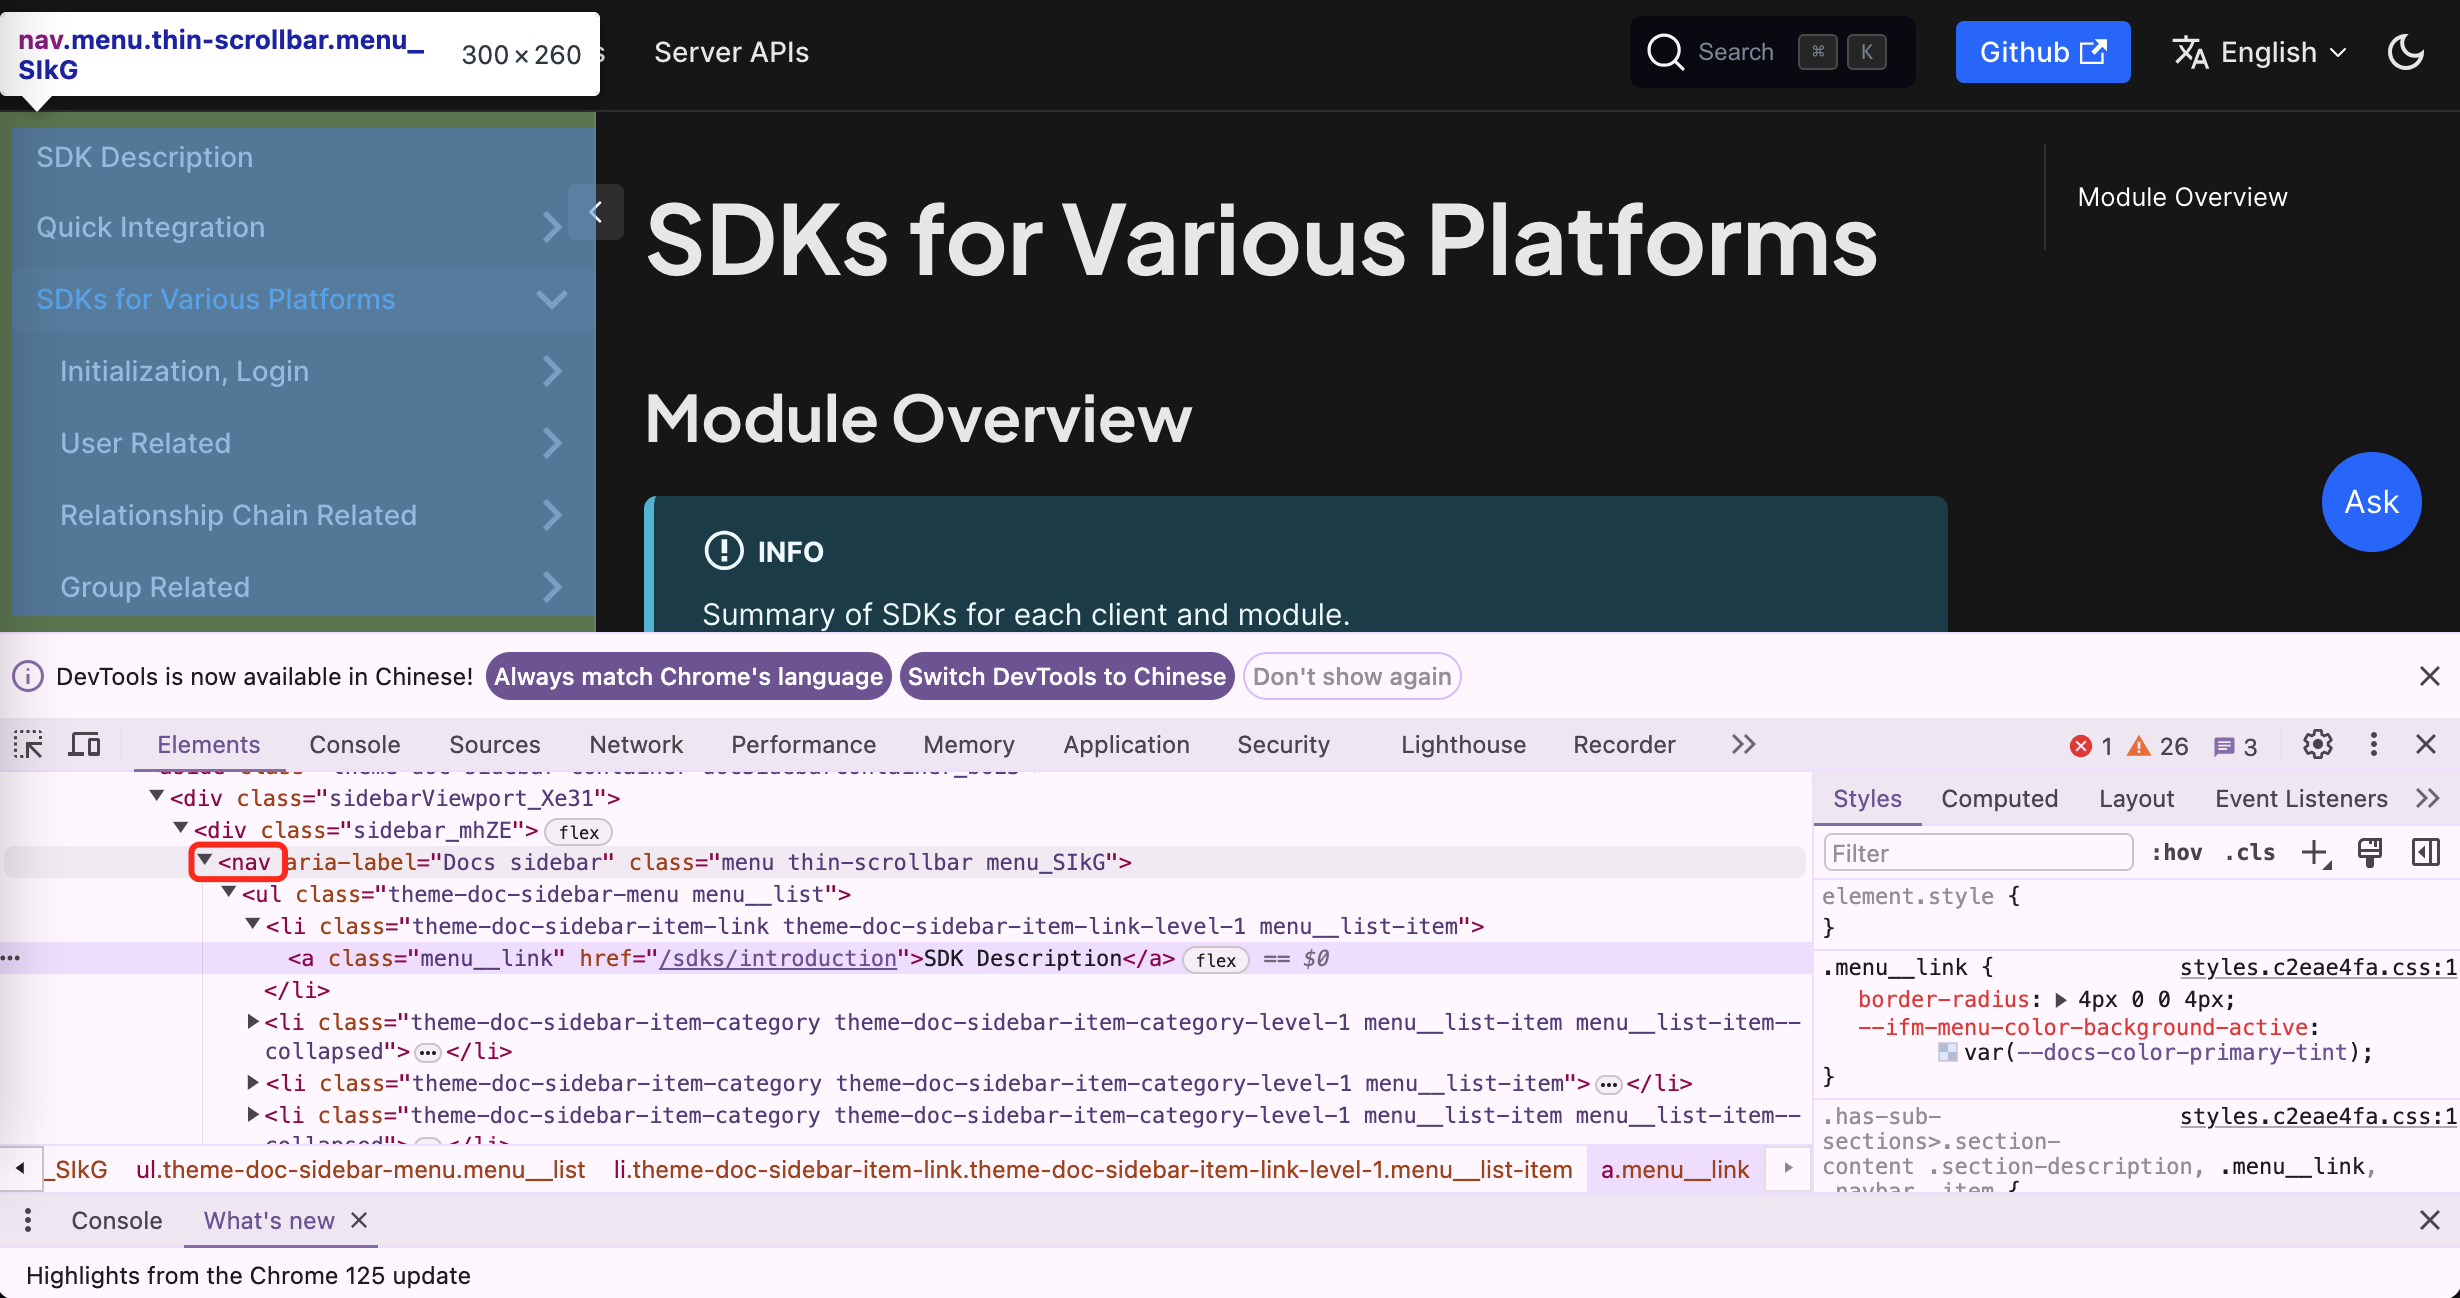 nav.menu.thin-scrollbar.menu_
SIkG
300 × 260
s
Server APIs
Search ⌘ K
Github
English
SDK Description
Quick Integration
SDKs for Various Platforms
Initialization, Login
User Related
Relationship Chain Related
Group Related
SDKs for Various Platforms
Module Overview
INFO
Summary of SDKs for each client and module.
Module Overview
Ask
DevTools is now available in Chinese! Always match Chrome's language Switch DevTools to Chinese Don't show again
Elements Console Sources Network Performance Memory Application Security Lighthouse Recorder 1 26 3
<div class="sidebarViewport_Xe31">
<div class="sidebar_mhZE"> flex
<nav aria-label="Docs sidebar" class="menu thin-scrollbar menu_SIkG">
<ul class="theme-doc-sidebar-menu menu__list">
<li class="theme-doc-sidebar-item-link theme-doc-sidebar-item-link-level-1 menu__list-item">
<a class="menu__link" href="/sdks/introduction">SDK Description</a> flex == $0
</li>
<li class="theme-doc-sidebar-item-category theme-doc-sidebar-item-category-level-1 menu__list-item menu__list-item--
collapsed"> ••• </li>
<li class="theme-doc-sidebar-item-category theme-doc-sidebar-item-category-level-1 menu__list-item"> ••• </li>
<li class="theme-doc-sidebar-item-category theme-doc-sidebar-item-category-level-1 menu__list-item menu__list-item--
collapsed"> </li>
_SIkG ul.theme-doc-sidebar-menu.menu__list li.theme-doc-sidebar-item-link.theme-doc-sidebar-item-link-level-1.menu__list-item a.menu__link
Styles Computed Layout Event Listeners
Filter :hov .cls
element.style {
}
.menu__link { styles.c2eae4fa.css:1
border-radius: 4px 0 0 4px;
--ifm-menu-color-background-active:
var(--docs-color-primary-tint);
}
.has-sub- styles.c2eae4fa.css:1
sections>.section-
content .section-description, .menu__link,
.navbar__item {
Console What's new
Highlights from the Chrome 125 update